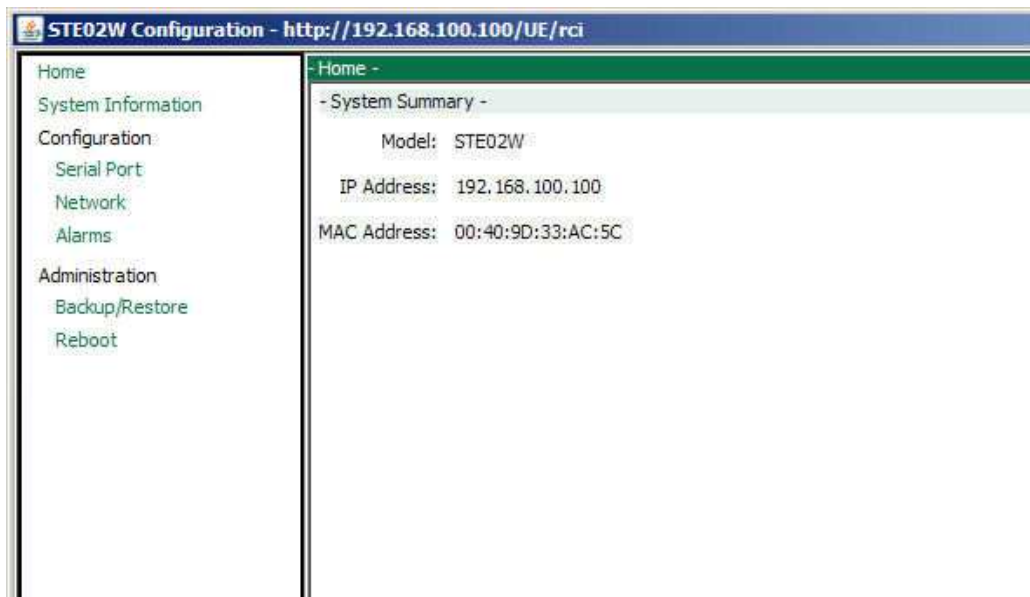 STE02W Configuration - http://192.168.100.100/UE/rci
Home
System Information
Configuration
Serial Port
Network
Alarms
Administration
Backup/Restore
Reboot
- Home -
- System Summary -
Model: STE02W
IP Address: 192.168.100.100
MAC Address: 00:40:9D:33:AC:5C